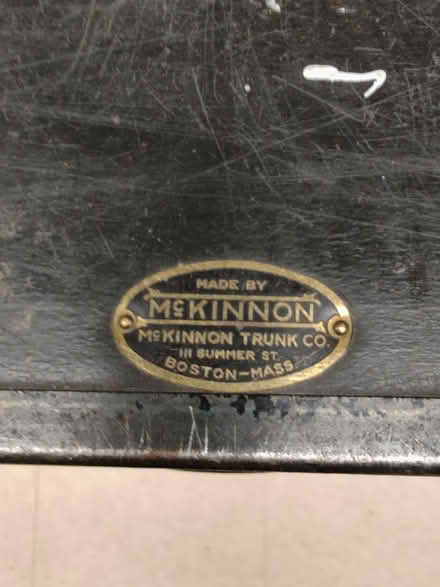 MADE BY
McKINNON
McKINNON TRUNK CO.
111 SUMMER ST.
BOSTON-MASS.